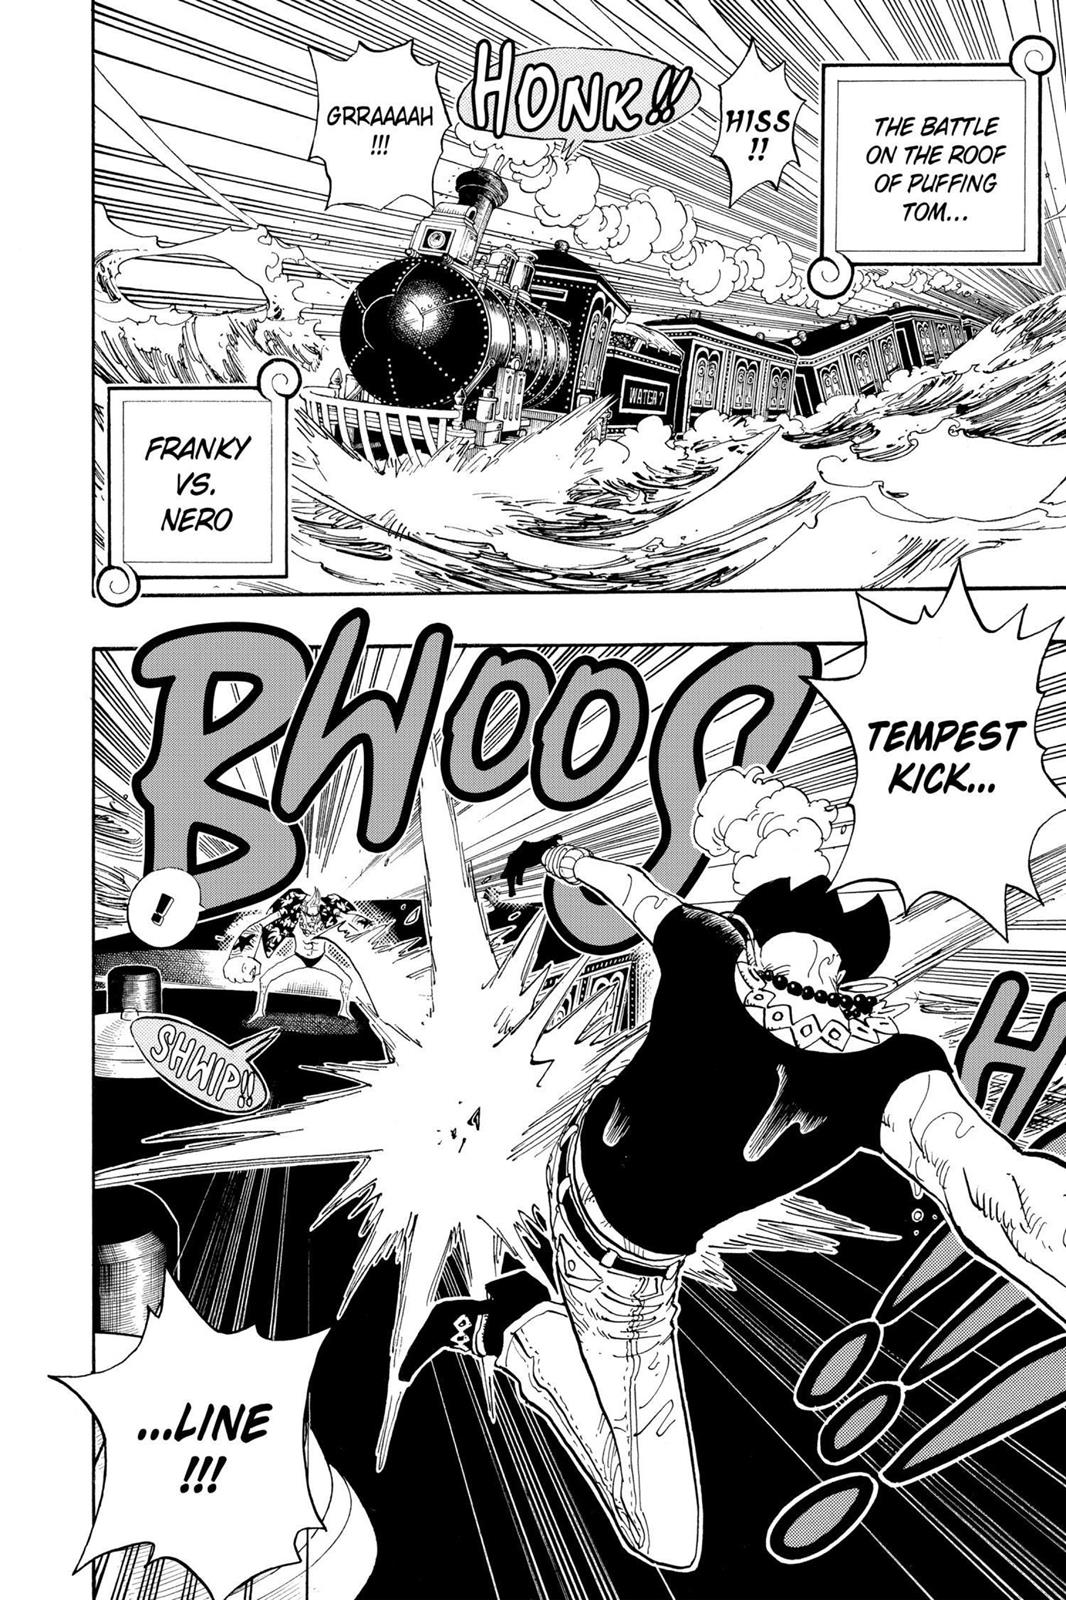 THE BATTLE
ON THE ROOF
OF PUFFING
TOM...
HISS
!!
HONK!!
GRRAAAAH
!!!
WATER 7
FRANKY
VS.
NERO
TEMPEST
KICK...
BWOOS
H
!!!
!
SHWIP!!
...LINE
!!!